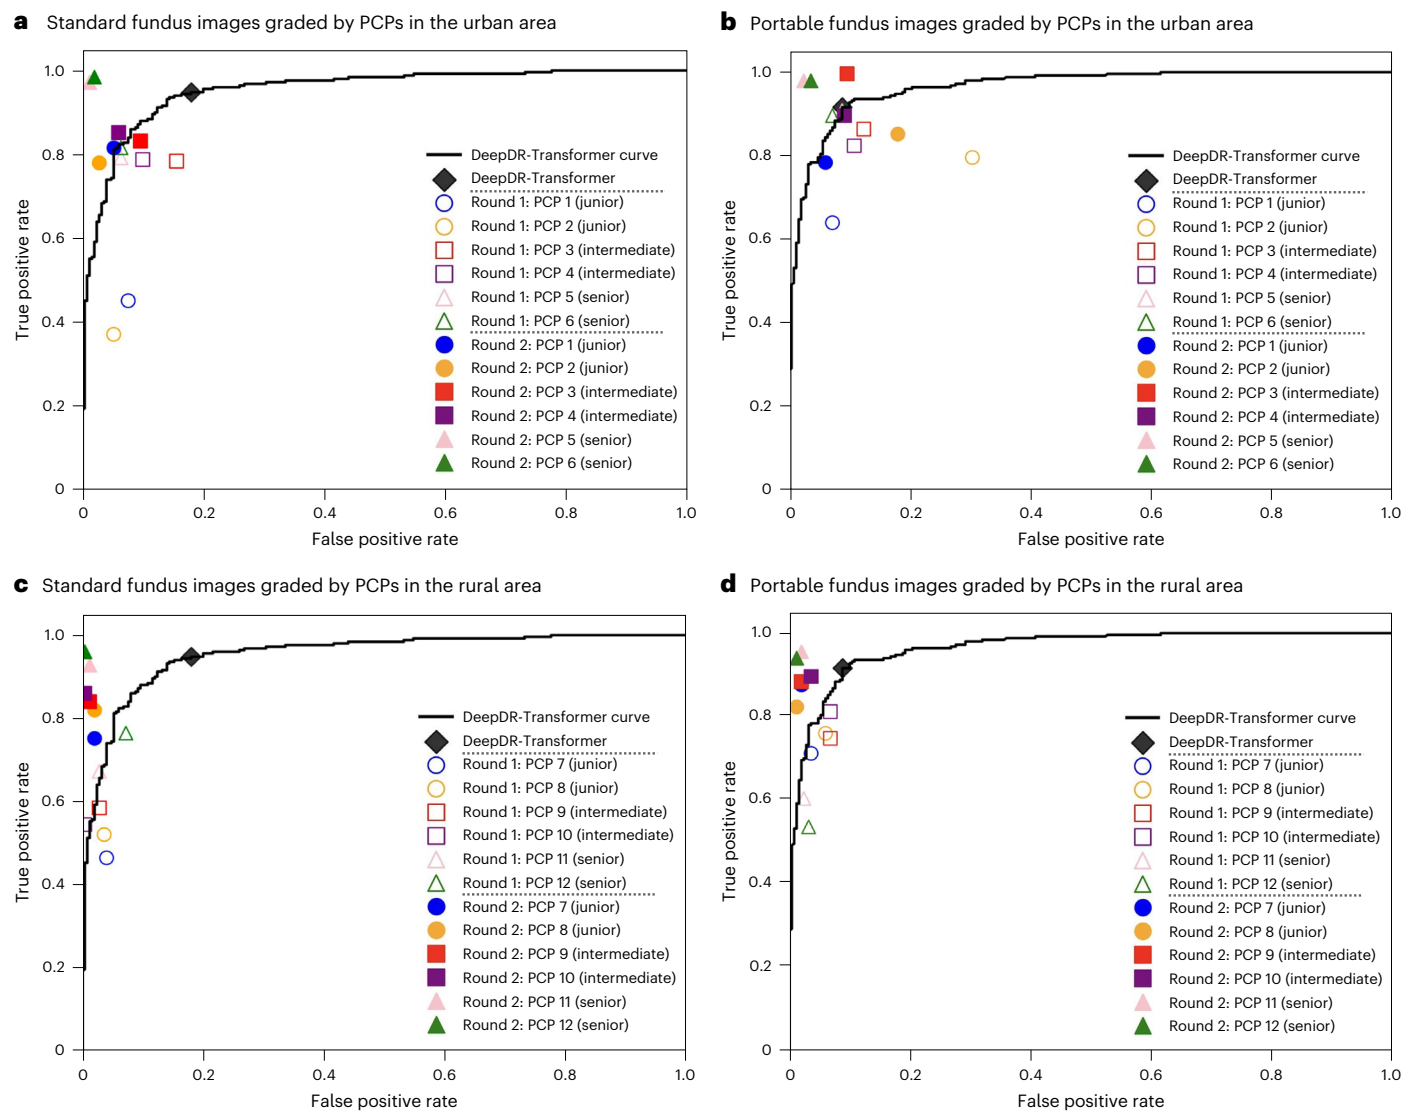 a Standard fundus images graded by PCPs in the urban area
1.0
0.8
0.6
0.4
0.2
0
True positive rate
DeepDR-Transformer curve
DeepDR-Transformer
Round 1: PCP 1 (junior)
Round 1: PCP 2 (junior)
Round 1: PCP 3 (intermediate)
Round 1: PCP 4 (intermediate)
Round 1: PCP 5 (senior)
Round 1: PCP 6 (senior)
Round 2: PCP 1 (junior)
Round 2: PCP 2 (junior)
Round 2: PCP 3 (intermediate)
Round 2: PCP 4 (intermediate)
Round 2: PCP 5 (senior)
Round 2: PCP 6 (senior)
0 0.2 0.4 0.6 0.8 1.0
False positive rate
b Portable fundus images graded by PCPs in the urban area
1.0
0.8
0.6
0.4
0.2
0
True positive rate
DeepDR-Transformer curve
DeepDR-Transformer
Round 1: PCP 1 (junior)
Round 1: PCP 2 (junior)
Round 1: PCP 3 (intermediate)
Round 1: PCP 4 (intermediate)
Round 1: PCP 5 (senior)
Round 1: PCP 6 (senior)
Round 2: PCP 1 (junior)
Round 2: PCP 2 (junior)
Round 2: PCP 3 (intermediate)
Round 2: PCP 4 (intermediate)
Round 2: PCP 5 (senior)
Round 2: PCP 6 (senior)
0 0.2 0.4 0.6 0.8 1.0
False positive rate
c Standard fundus images graded by PCPs in the rural area
1.0
0.8
0.6
0.4
0.2
0
True positive rate
DeepDR-Transformer curve
DeepDR-Transformer
Round 1: PCP 7 (junior)
Round 1: PCP 8 (junior)
Round 1: PCP 9 (intermediate)
Round 1: PCP 10 (intermediate)
Round 1: PCP 11 (senior)
Round 1: PCP 12 (senior)
Round 2: PCP 7 (junior)
Round 2: PCP 8 (junior)
Round 2: PCP 9 (intermediate)
Round 2: PCP 10 (intermediate)
Round 2: PCP 11 (senior)
Round 2: PCP 12 (senior)
0 0.2 0.4 0.6 0.8 1.0
False positive rate
d Portable fundus images graded by PCPs in the rural area
1.0
0.8
0.6
0.4
0.2
0
True positive rate
DeepDR-Transformer curve
DeepDR-Transformer
Round 1: PCP 7 (junior)
Round 1: PCP 8 (junior)
Round 1: PCP 9 (intermediate)
Round 1: PCP 10 (intermediate)
Round 1: PCP 11 (senior)
Round 1: PCP 12 (senior)
Round 2: PCP 7 (junior)
Round 2: PCP 8 (junior)
Round 2: PCP 9 (intermediate)
Round 2: PCP 10 (intermediate)
Round 2: PCP 11 (senior)
Round 2: PCP 12 (senior)
0 0.2 0.4 0.6 0.8 1.0
False positive rate